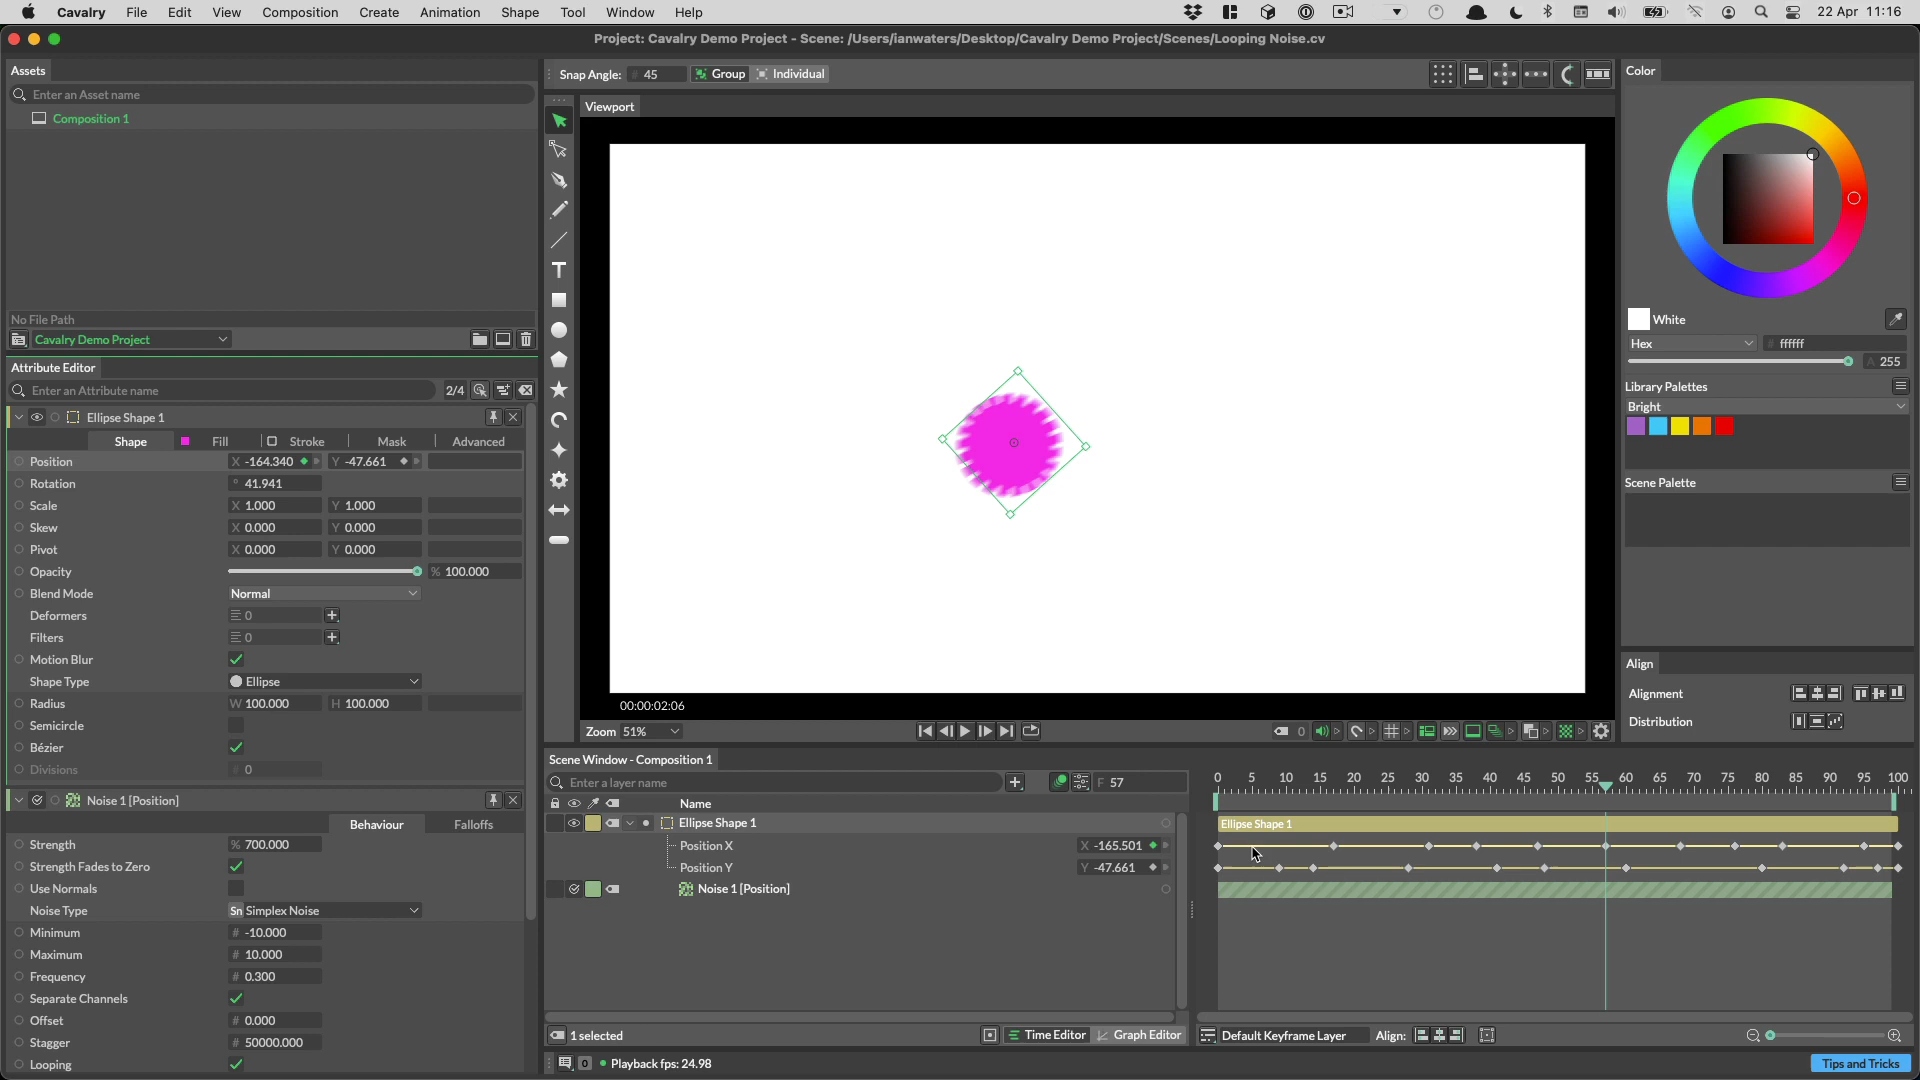 Cavalry File Edit View Composition Create Animation Shape Tool Window Help 22 Apr 11:16
Project: Cavalry Demo Project - Scene: /Users/ianwaters/Desktop/Cavalry Demo Project/Scenes/Looping Noise.cv
Assets
Enter an Asset name
Composition 1
No File Path
Cavalry Demo Project
Attribute Editor
Enter an Attribute name 2/4
Ellipse Shape 1
Shape Fill Stroke Mask Advanced
Position X -164.340 Y -47.661
Rotation ° 41.941
Scale X 1.000 Y 1.000
Skew X 0.000 Y 0.000
Pivot X 0.000 Y 0.000
Opacity % 100.000
Blend Mode Normal
Deformers 0
Filters 0
Motion Blur
Shape Type Ellipse
Radius W 100.000 H 100.000
Semicircle
Bézier
Divisions # 0
Noise 1 [Position]
Behaviour Falloffs
Strength % 700.000
Strength Fades to Zero
Use Normals
Noise Type Sn Simplex Noise
Minimum # -10.000
Maximum # 10.000
Frequency # 0.300
Separate Channels
Offset # 0.000
Stagger # 50000.000
Looping
Snap Angle: # 45 Group Individual
Viewport
00:00:02:06
Zoom 51% 0
Scene Window - Composition 1
Enter a layer name F 57
Name
Ellipse Shape 1
Position X X -165.501
Position Y Y -47.661
Noise 1 [Position]
1 selected Time Editor Graph Editor
0 Playback fps: 24.98
0 5 10 15 20 25 30 35 40 45 50 55 60 65 70 75 80 85 90 95 100
Ellipse Shape 1
Default Keyframe Layer Align:
Tips and Tricks
Color
White
Hex # ffffff
A 255
Library Palettes
Bright
Scene Palette
Align
Alignment
Distribution